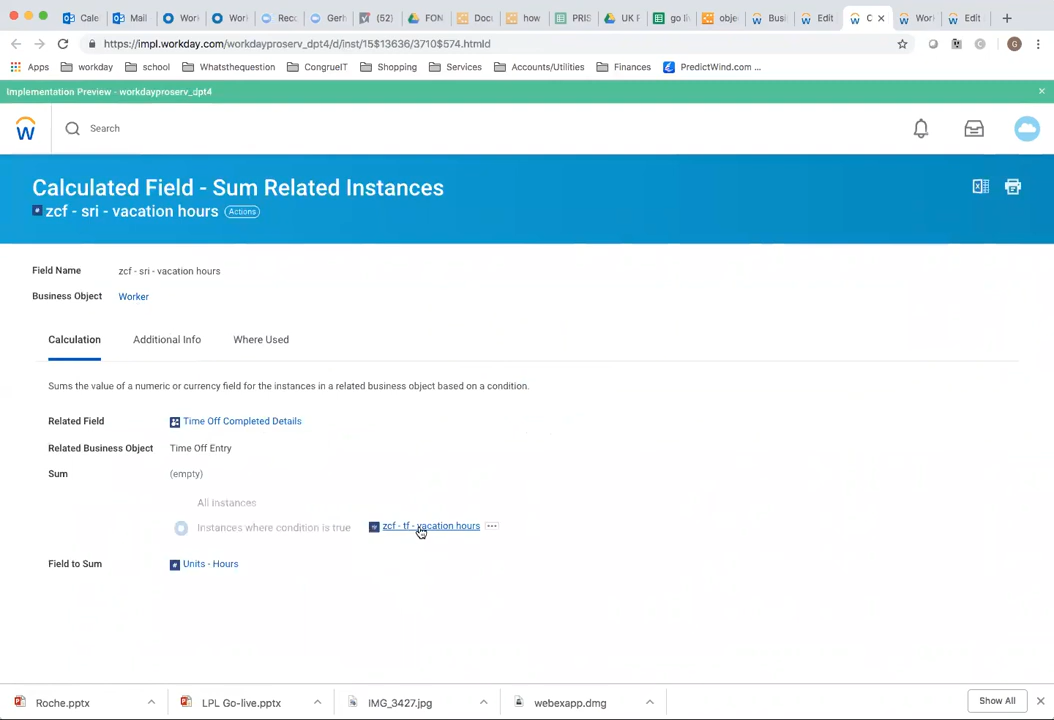 Cale
Mail
Wor
Wor
Rec
Gerh
(52)
FON
Docu
how
PRIS
UK F
go li
obje
Busi
Edit
C
Wor
Edit
https://impl.workday.com/workdayproserv_dpt4/d/inst/15$13636/3710$574.htmld
G
Apps
workday
school
Whatsthequestion
CongrueIT
Shopping
Services
Accounts/Utilities
Finances
PredictWind.com ...
Implementation Preview - workdayproserv_dpt4
W
Search
Calculated Field - Sum Related Instances
zcf - sri - vacation hours Actions
Field Name zcf - sri - vacation hours
Business Object Worker
Calculation Additional Info Where Used
Sums the value of a numeric or currency field for the instances in a related business object based on a condition.
Related Field Time Off Completed Details
Related Business Object Time Off Entry
Sum (empty)
All instances
Instances where condition is true zcf - tf - vacation hours
Field to Sum Units - Hours
Roche.pptx
LPL Go-live.pptx
IMG_3427.jpg
webexapp.dmg
Show All